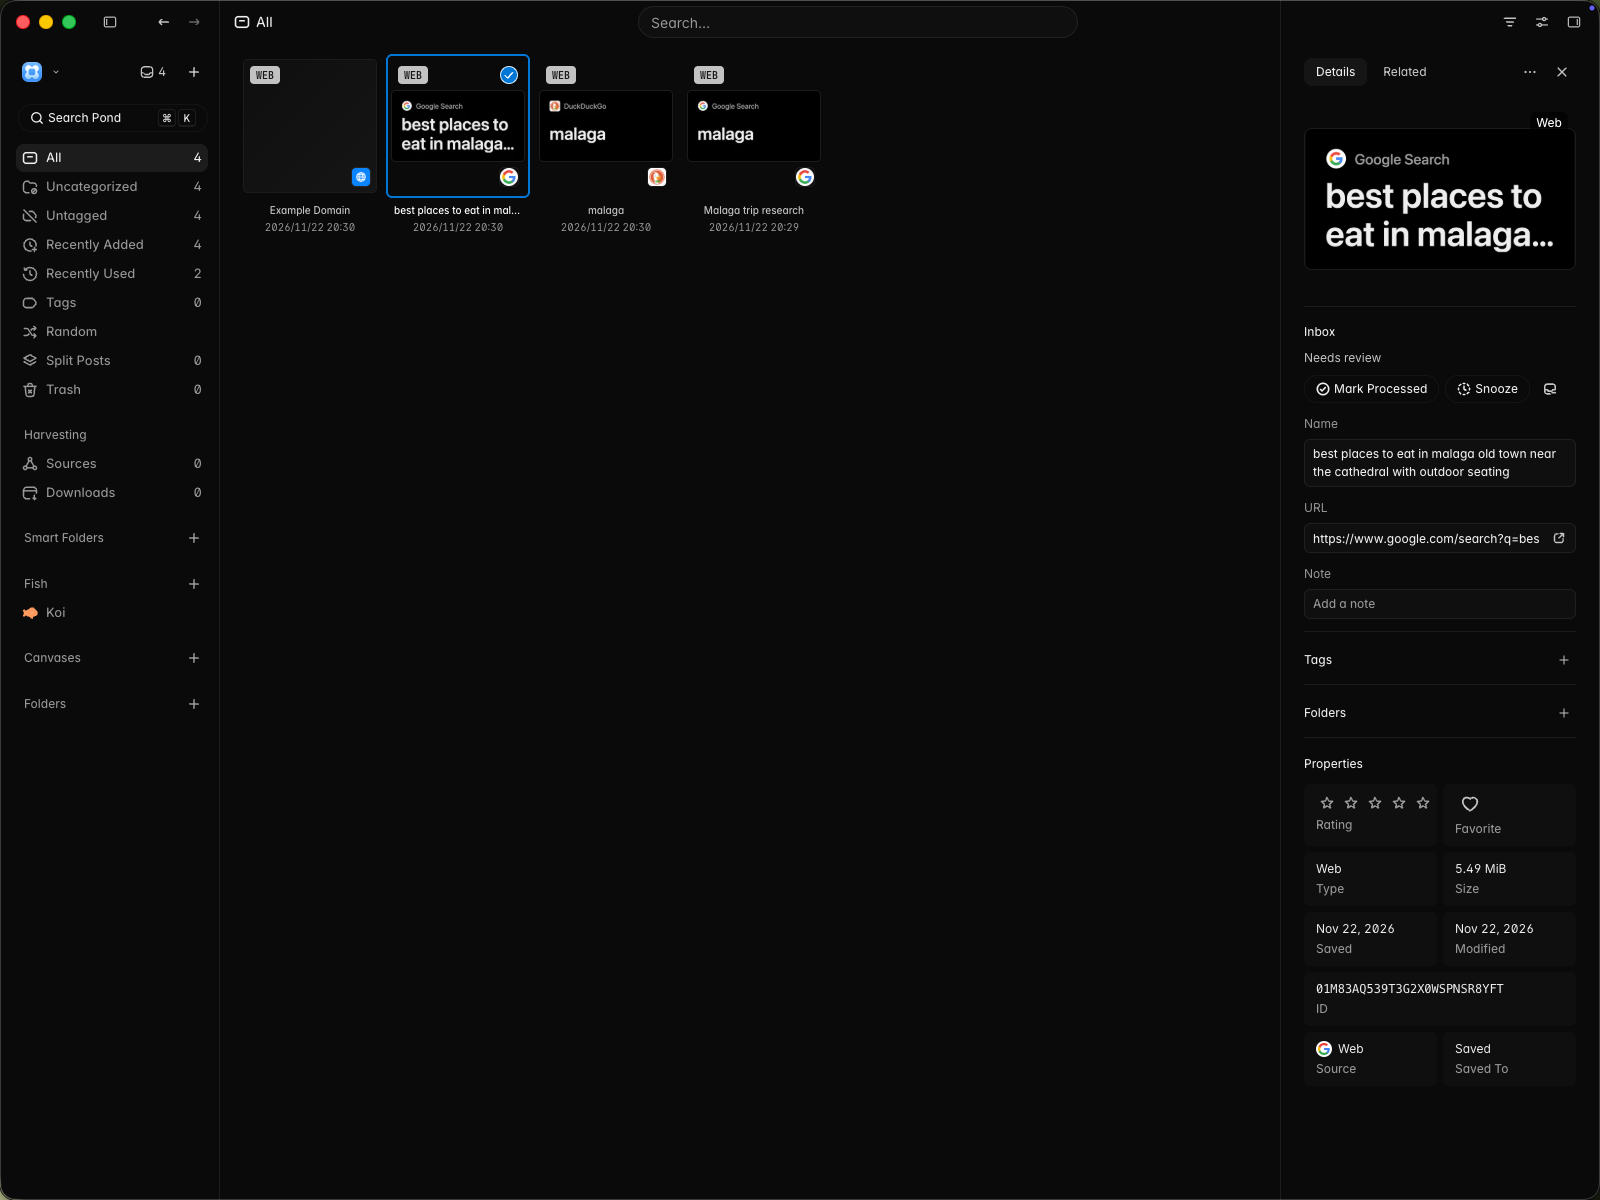 All
Search...
4
Search Pond
⌘ K
All 4
Uncategorized 4
Untagged 4
Recently Added 4
Recently Used 2
Tags 0
Random
Split Posts 0
Trash 0
Harvesting
Sources 0
Downloads 0
Smart Folders
Fish
Koi
Canvases
Folders
WEB
Example Domain
2026/11/22 20:30
WEB
Google Search
best places to
eat in malaga...
best places to eat in mal...
2026/11/22 20:30
WEB
DuckDuckGo
malaga
malaga
2026/11/22 20:30
WEB
Google Search
malaga
Malaga trip research
2026/11/22 20:29
Details Related
Web
Google Search
best places to
eat in malaga...
Inbox
Needs review
Mark Processed Snooze
Name
best places to eat in malaga old town near
the cathedral with outdoor seating
URL
https://www.google.com/search?q=bes
Note
Add a note
Tags
Folders
Properties
Rating
Favorite
Web
Type
5.49 MiB
Size
Nov 22, 2026
Saved
Nov 22, 2026
Modified
01M83AQ539T3G2X0WSPNSR8YFT
ID
Web
Source
Saved
Saved To